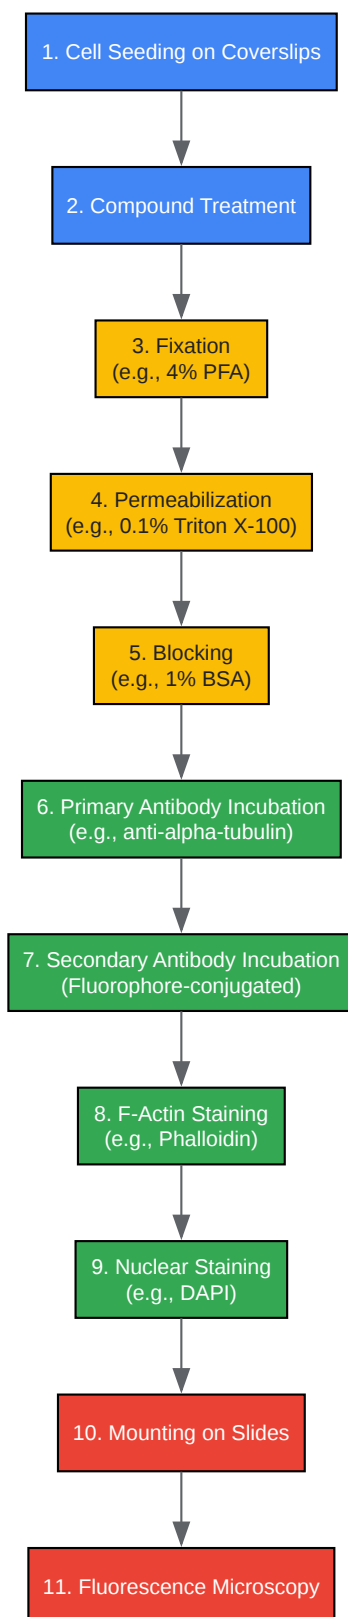 1. Cell Seeding on Coverslips
2. Compound Treatment
3. Fixation
(e.g., 4% PFA)
4. Permeabilization
(e.g., 0.1% Triton X-100)
5. Blocking
(e.g., 1% BSA)
6. Primary Antibody Incubation
(e.g., anti-alpha-tubulin)
7. Secondary Antibody Incubation
(Fluorophore-conjugated)
8. F-Actin Staining
(e.g., Phalloidin)
9. Nuclear Staining
(e.g., DAPI)
10. Mounting on Slides
11. Fluorescence Microscopy